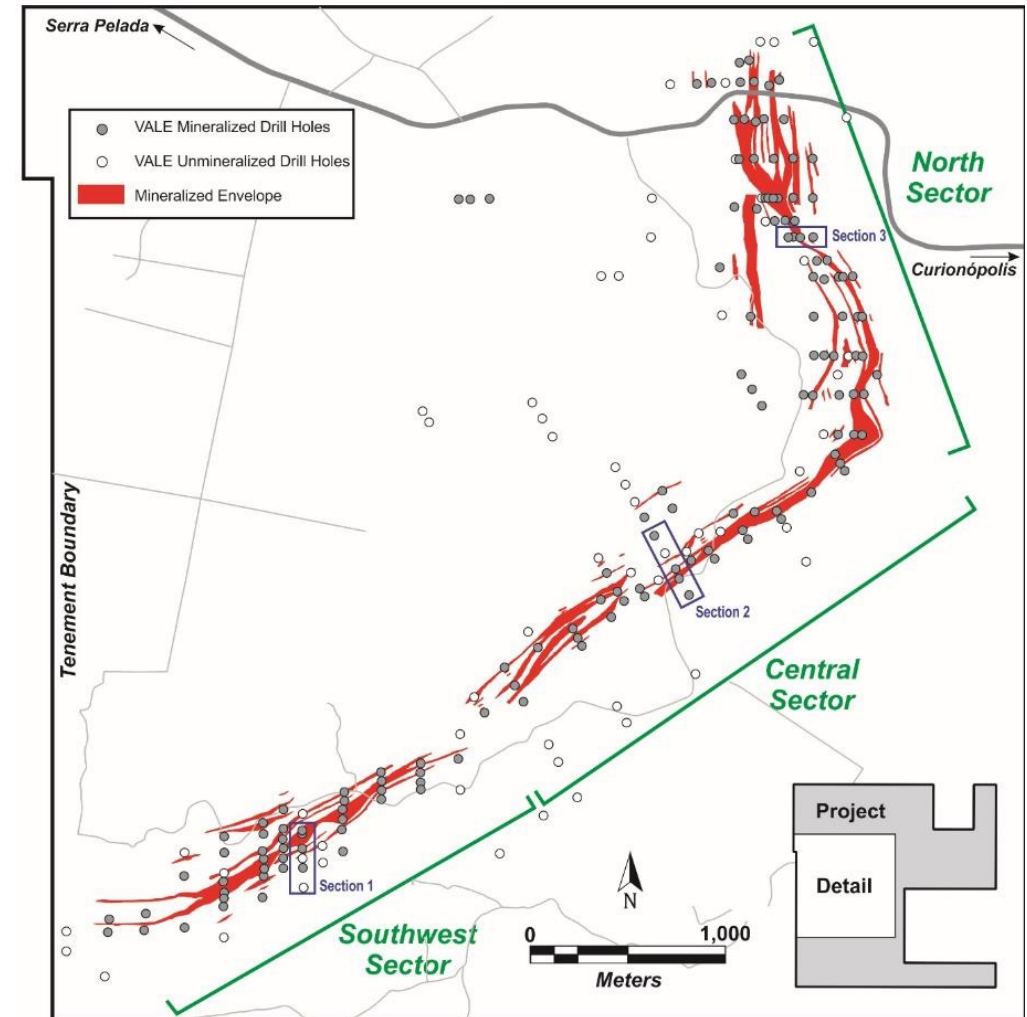 Serra Pelada
VALE Mineralized Drill Holes
VALE Unmineralized Drill Holes
Mineralized Envelope
North
Sector
Section 3
Curionópolis
Tenement Boundary
Section 2
Central
Sector
Project
Detail
Section 1
N
0
1,000
Meters
Southwest
Sector